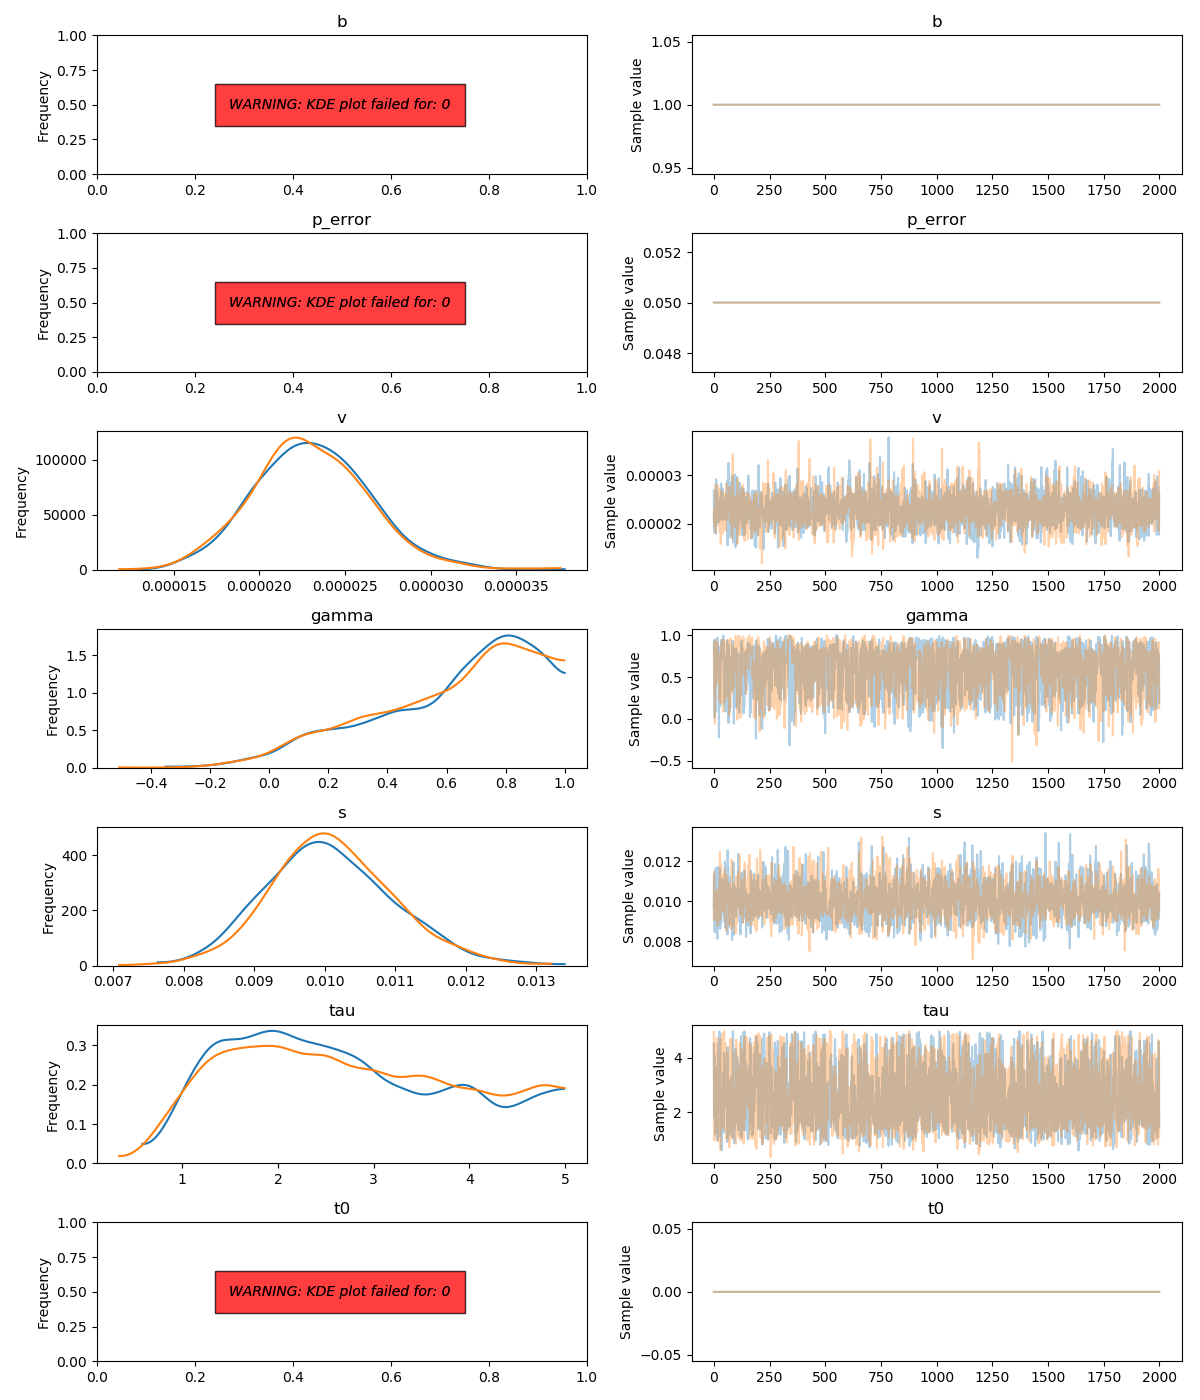 b
b
Frequency
1.00
0.75
0.50
0.25
0.00
WARNING: KDE plot failed for: 0
0.0 0.2 0.4 0.6 0.8 1.0
Sample value
1.05
1.00
0.95
0 250 500 750 1000 1250 1500 1750 2000
p_error
p_error
Frequency
1.00
0.75
0.50
0.25
0.00
WARNING: KDE plot failed for: 0
0.0 0.2 0.4 0.6 0.8 1.0
Sample value
0.052
0.050
0.048
0 250 500 750 1000 1250 1500 1750 2000
v
v
Frequency
100000
50000
0
0.000015 0.000020 0.000025 0.000030 0.000035
Sample value
0.00003
0.00002
0 250 500 750 1000 1250 1500 1750 2000
gamma
gamma
Frequency
1.5
1.0
0.5
0.0
−0.4 −0.2 0.0 0.2 0.4 0.6 0.8 1.0
Sample value
1.0
0.5
0.0
−0.5
0 250 500 750 1000 1250 1500 1750 2000
s
s
Frequency
400
200
0
0.007 0.008 0.009 0.010 0.011 0.012 0.013
Sample value
0.012
0.010
0.008
0 250 500 750 1000 1250 1500 1750 2000
tau
tau
Frequency
0.3
0.2
0.1
0.0
1 2 3 4 5
Sample value
4
2
0 250 500 750 1000 1250 1500 1750 2000
t0
t0
Frequency
1.00
0.75
0.50
0.25
0.00
WARNING: KDE plot failed for: 0
0.0 0.2 0.4 0.6 0.8 1.0
Sample value
0.05
0.00
−0.05
0 250 500 750 1000 1250 1500 1750 2000